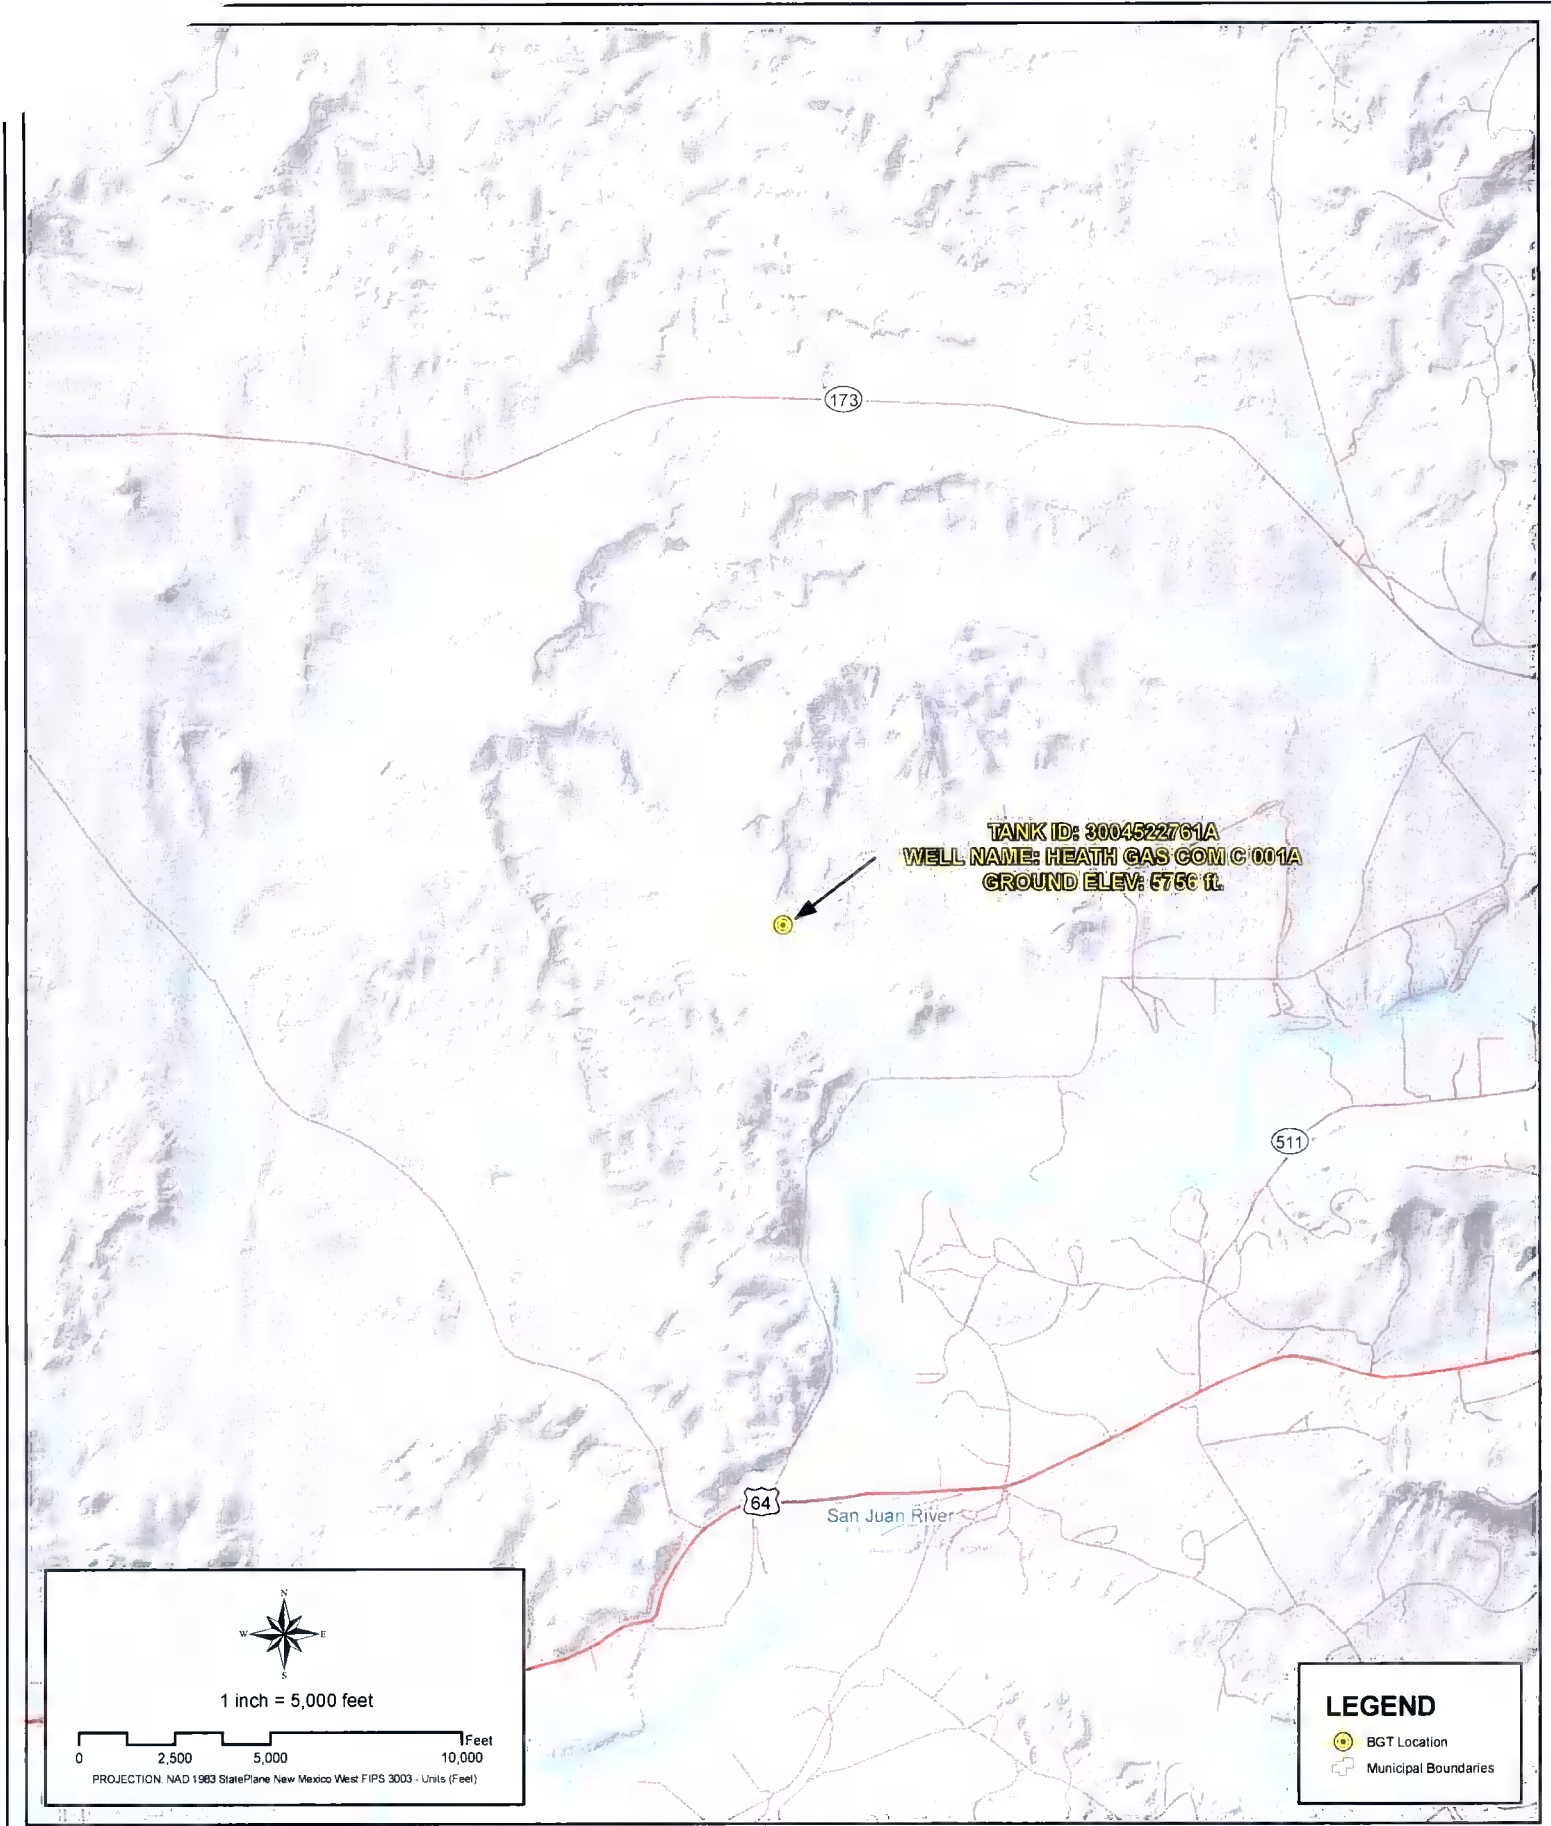 173
TANK ID: 3004522761A
WELL NAME: HEATH GAS COM C 001A
GROUND ELEV: 5756 ft.
511
64
San Juan River
N
W E
S
1 inch = 5,000 feet
Feet
0 2,500 5,000 10,000
PROJECTION: NAD 1983 StatePlane New Mexico West FIPS 3003 - Units (Feet)
LEGEND
BGT Location
Municipal Boundaries